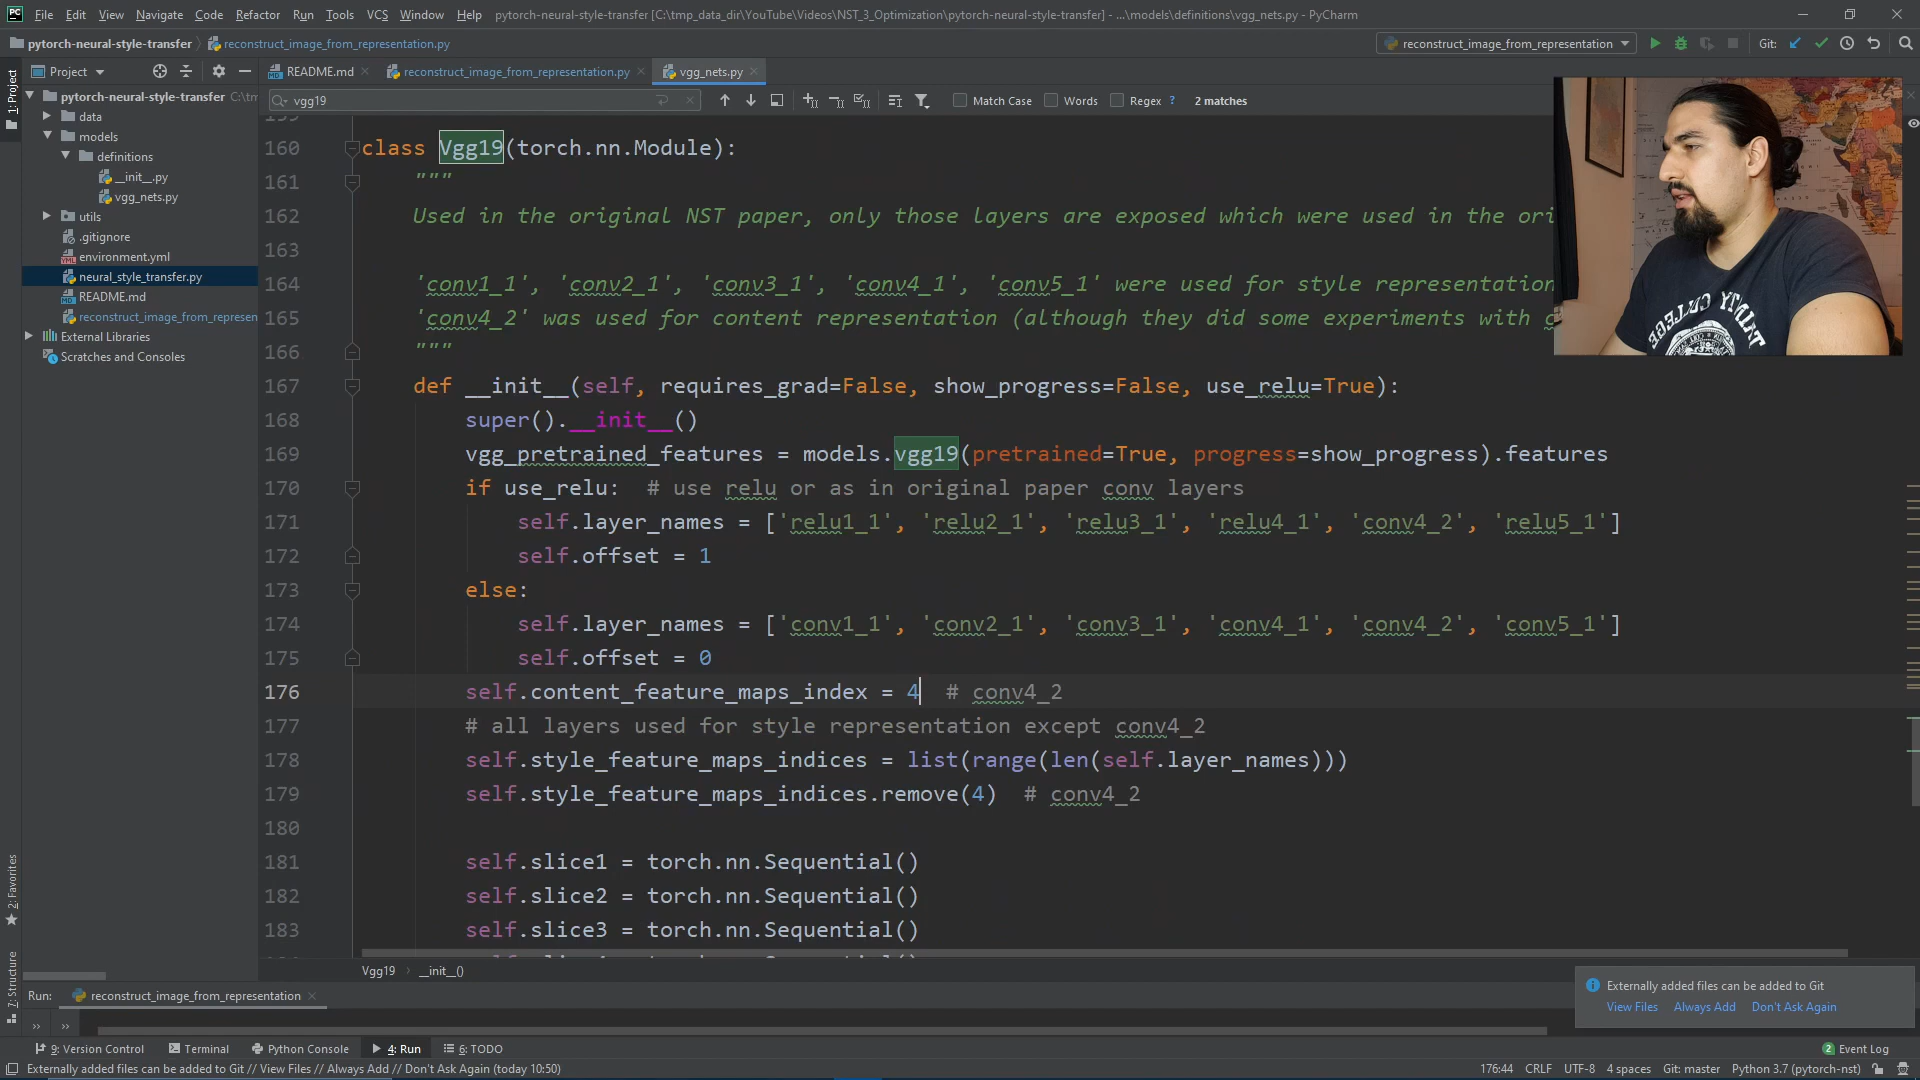 File Edit View Navigate Code Refactor Run Tools VCS Window Help pytorch-neural-style-transfer [C:\tmp_data_dir\YouTube\Videos\NST_3_Optimization\pytorch-neural-style-transfer] - ...\models\definitions\vgg_nets.py - PyCharm
pytorch-neural-style-transfer reconstruct_image_from_representation.py reconstruct_image_from_representation Git:
Project README.md reconstruct_image_from_representation.py vgg_nets.py
vgg19 Match Case Words Regex ? 2 matches
1: Project
pytorch-neural-style-transfer C:\tm
data
models
definitions
__init__.py
vgg_nets.py
utils
.gitignore
environment.yml
neural_style_transfer.py
README.md
reconstruct_image_from_represen
External Libraries
Scratches and Consoles
2: Favorites
7: Structure
160 class Vgg19(torch.nn.Module):
161 """
162 Used in the original NST paper, only those layers are exposed which were used in the ori
163
164 'conv1_1', 'conv2_1', 'conv3_1', 'conv4_1', 'conv5_1' were used for style representation
165 'conv4_2' was used for content representation (although they did some experiments with c
166 """
167 def __init__(self, requires_grad=False, show_progress=False, use_relu=True):
168 super().__init__()
169 vgg_pretrained_features = models.vgg19(pretrained=True, progress=show_progress).features
170 if use_relu: # use relu or as in original paper conv layers
171 self.layer_names = ['relu1_1', 'relu2_1', 'relu3_1', 'relu4_1', 'conv4_2', 'relu5_1']
172 self.offset = 1
173 else:
174 self.layer_names = ['conv1_1', 'conv2_1', 'conv3_1', 'conv4_1', 'conv4_2', 'conv5_1']
175 self.offset = 0
176 self.content_feature_maps_index = 4 # conv4_2
177 # all layers used for style representation except conv4_2
178 self.style_feature_maps_indices = list(range(len(self.layer_names)))
179 self.style_feature_maps_indices.remove(4) # conv4_2
180
181 self.slice1 = torch.nn.Sequential()
182 self.slice2 = torch.nn.Sequential()
183 self.slice3 = torch.nn.Sequential()
TRINITY COLLEGE
Vgg19 › __init__()
Run: reconstruct_image_from_representation
Externally added files can be added to Git
View Files Always Add Don't Ask Again
9: Version Control Terminal Python Console 4: Run 6: TODO 2 Event Log
Externally added files can be added to Git // View Files // Always Add // Don't Ask Again (today 10:50) 176:44 CRLF UTF-8 4 spaces Git: master Python 3.7 (pytorch-nst)